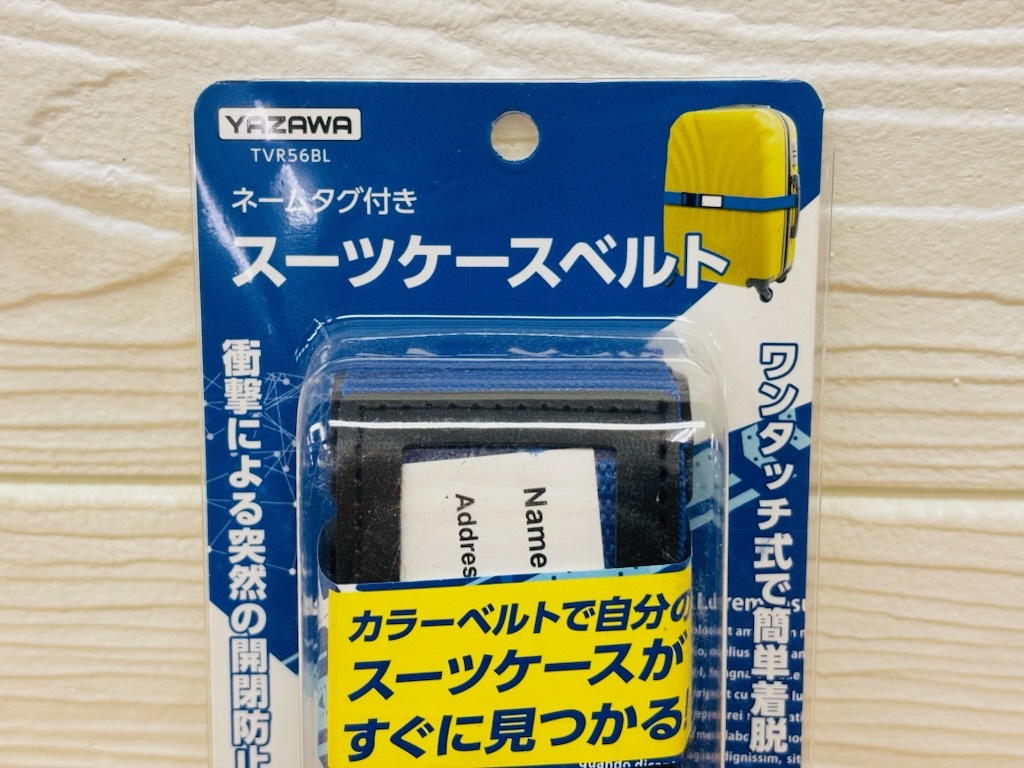 YAZAWA
TVR56BL
ネームタグ付き
スーツケースベルト
ワンタッチ式で簡単着脱
衝撃による突然の開閉防止
Name
Addres
カラーベルトで自分の
スーツケースが
すぐに見つかる!
dignissim, sit
quando